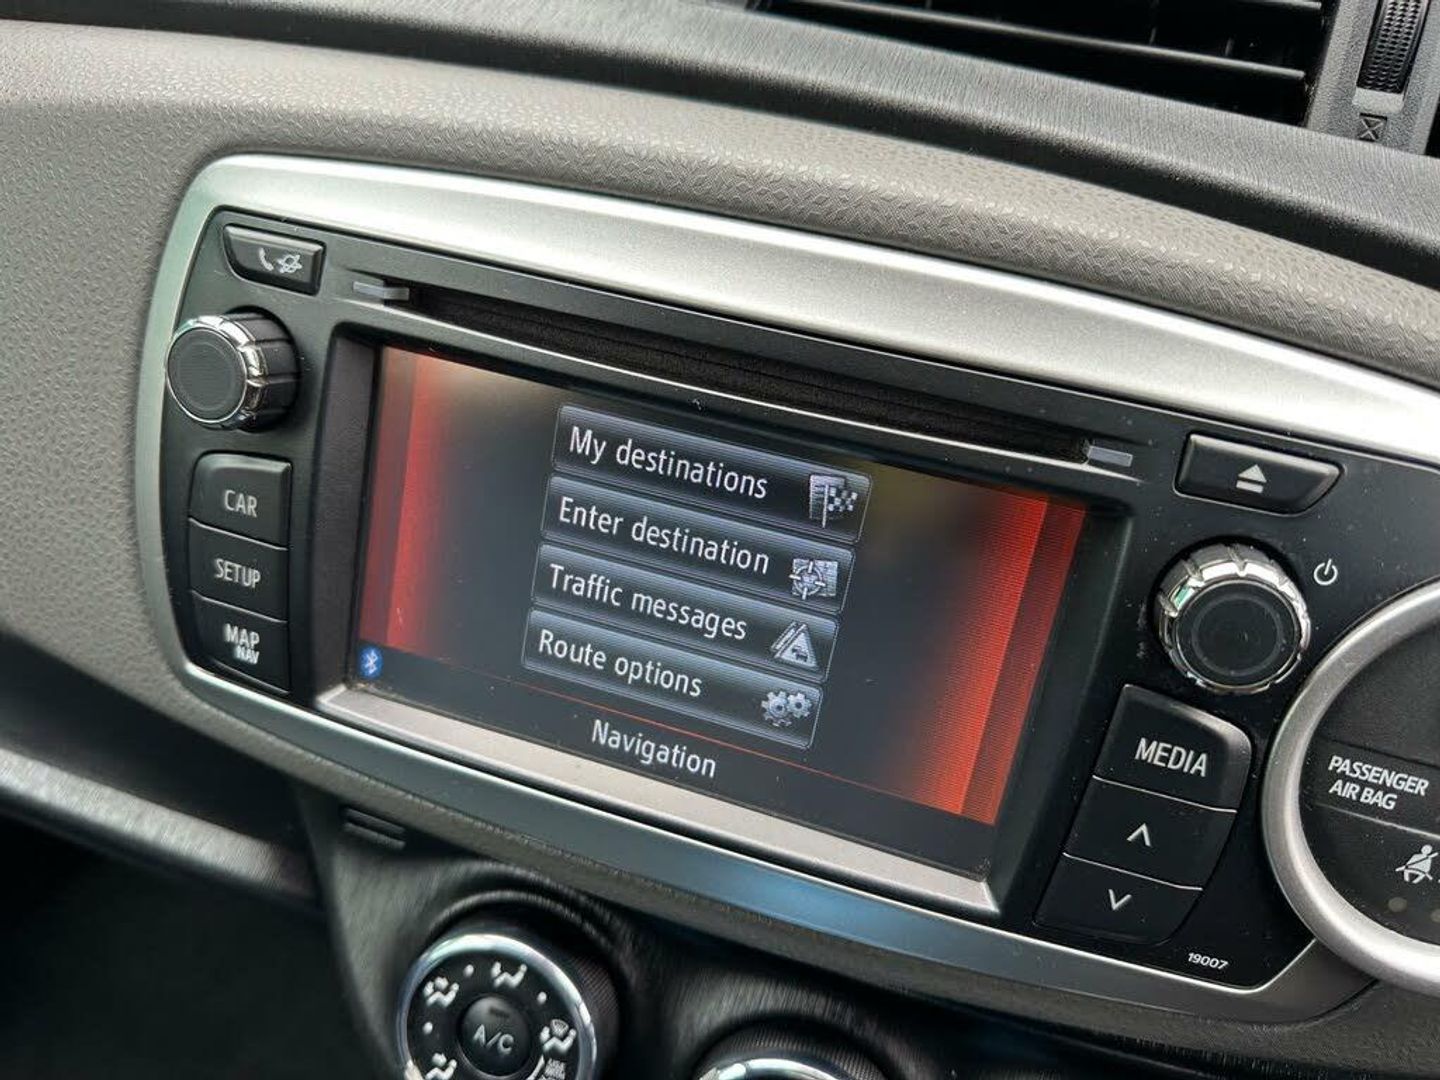 My destinations
Enter destination
Traffic messages
Route options
Navigation
CAR
SETUP
MAP
NAV
MEDIA
PASSENGER
AIR BAG
19007
A/C